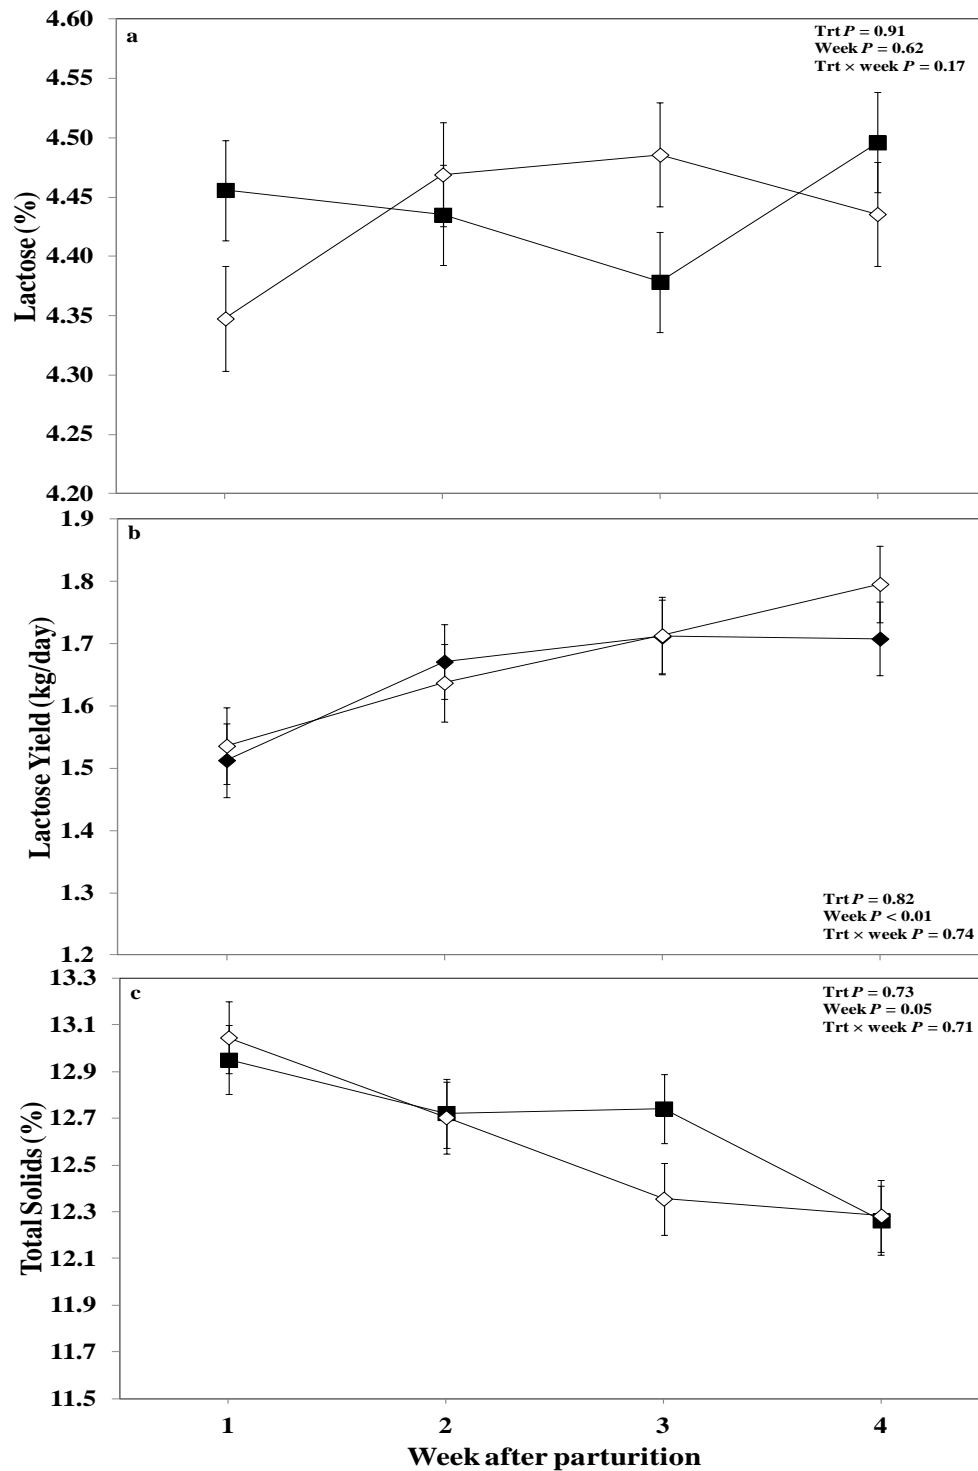 4.60
a
Trt P = 0.91
Week P = 0.62
Trt × week P = 0.17
4.55
4.50
4.45
4.40
4.35
4.30
4.25
4.20
Lactose (%)
1.9
b
1.8
1.7
1.6
1.5
1.4
1.3
1.2
Lactose Yield (kg/day)
Trt P = 0.82
Week P < 0.01
Trt × week P = 0.74
13.3
c
Trt P = 0.73
Week P = 0.05
Trt × week P = 0.71
13.1
12.9
12.7
12.5
12.3
12.1
11.9
11.7
11.5
Total Solids (%)
1 2 3 4
Week after parturition